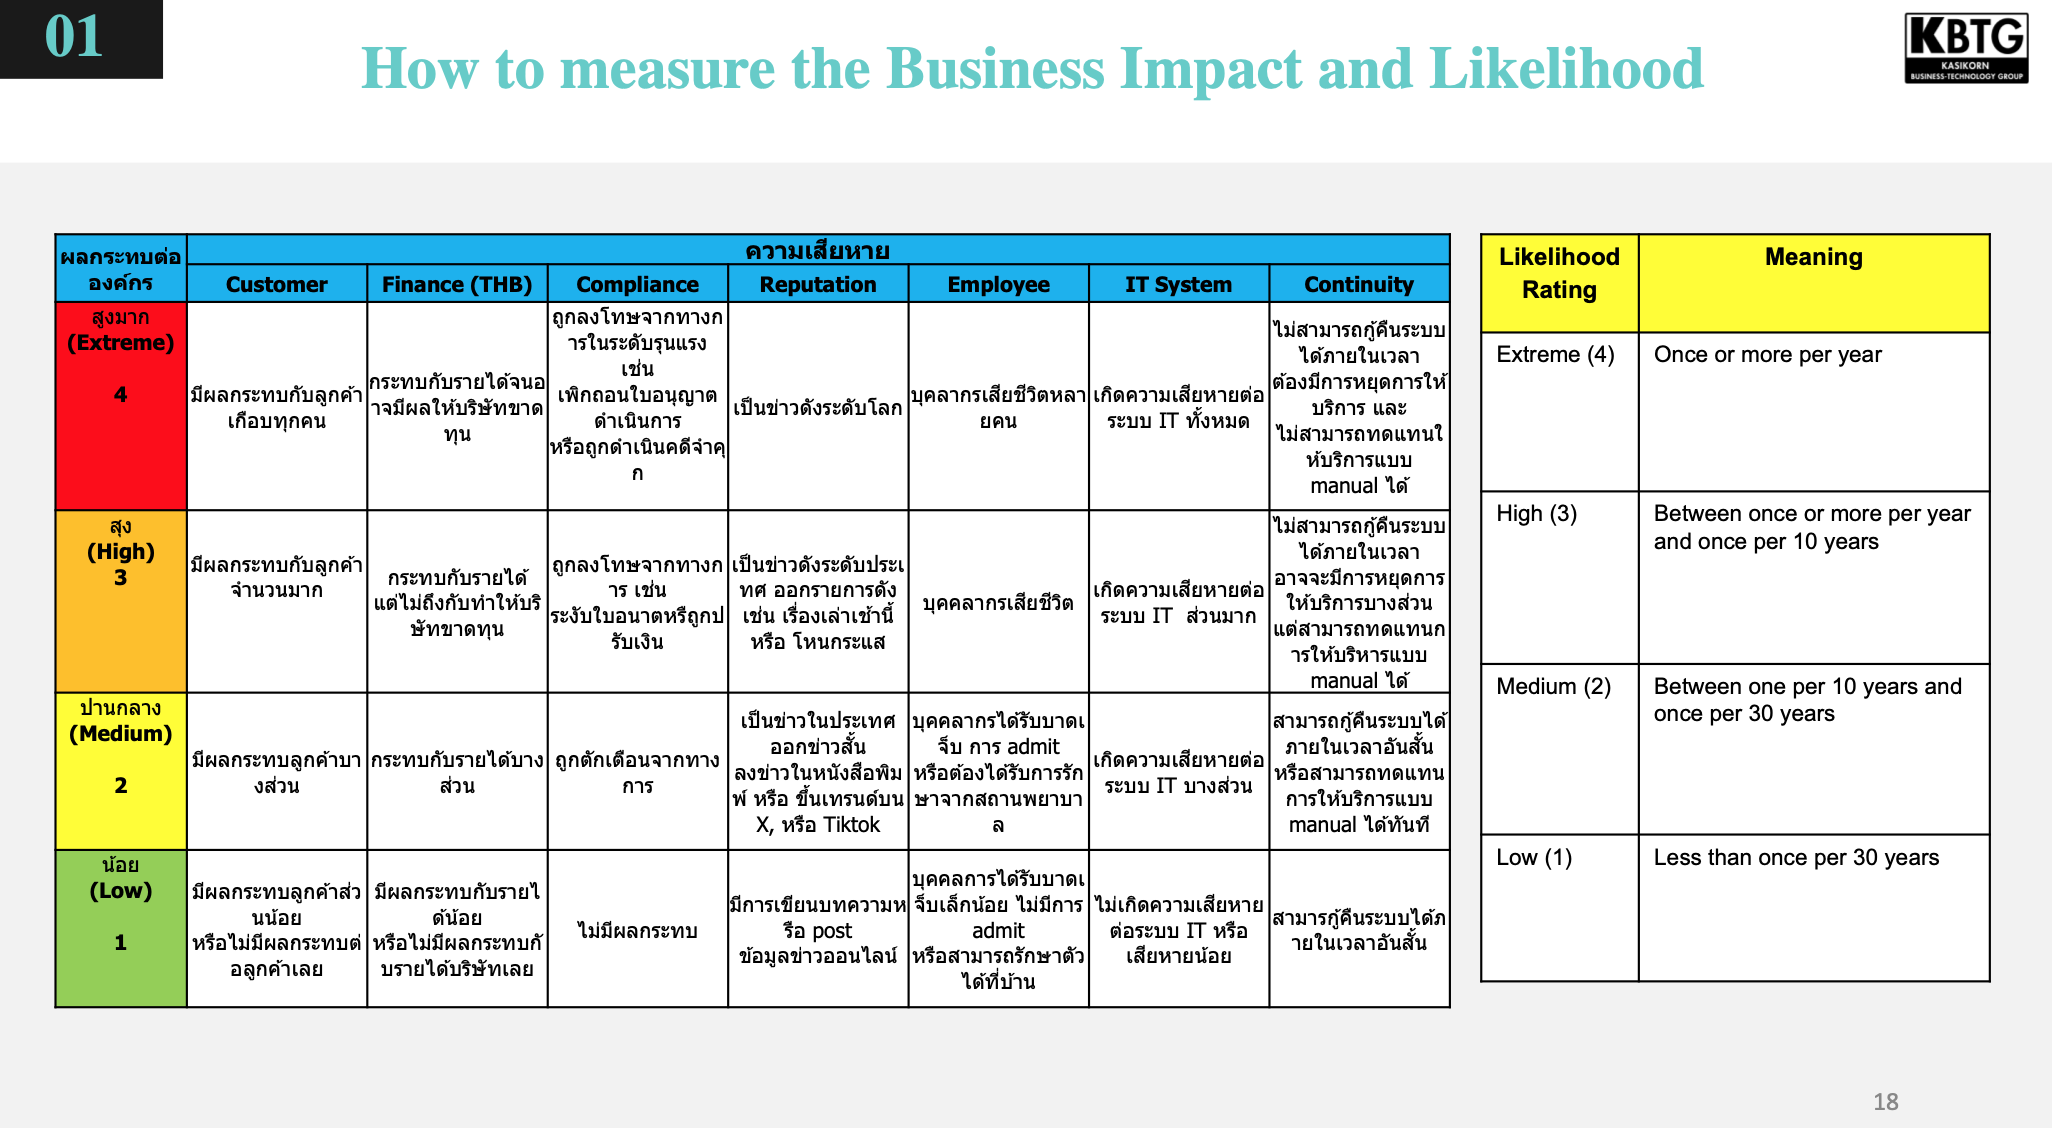 01
How to measure the Business Impact and Likelihood
KBTG
KASIKORN
BUSINESS-TECHNOLOGY GROUP
ผลกระทบต่อ
องค์กร
ความเสียหาย
Customer
Finance (THB)
Compliance
Reputation
Employee
IT System
Continuity
สูงมาก
(Extreme)
4
มีผลกระทบกับลูกค้า
เกือบทุกคน
กระทบกับรายได้จนอ
าจมีผลให้บริษัทขาด
ทุน
ถูกลงโทษจากทางก
ารในระดับรุนแรง
เช่น
เพิกถอนใบอนุญาต
ดำเนินการ
หรือถูกดำเนินคดีจำคุ
ก
เป็นข่าวดังระดับโลก
บุคลากรเสียชีวิตหลา
ยคน
เกิดความเสียหายต่อ
ระบบ IT ทั้งหมด
ไม่สามารถกู้คืนระบบ
ได้ภายในเวลา
ต้องมีการหยุดการให้
บริการ และ
ไม่สามารถทดแทนใ
ห้บริการแบบ
manual ได้
สุง
(High)
3
มีผลกระทบกับลูกค้า
จำนวนมาก
กระทบกับรายได้
แต่ไม่ถึงกับทำให้บริ
ษัทขาดทุน
ถูกลงโทษจากทางก
าร เช่น
ระงับใบอนาตหรืถูกป
รับเงิน
เป็นข่าวดังระดับประเ
ทศ ออกรายการดัง
เช่น เรื่องเล่าเช้านี้
หรือ โหนกระแส
บุคคลากรเสียชีวิต
เกิดความเสียหายต่อ
ระบบ IT ส่วนมาก
ไม่สามารถกู้คืนระบบ
ได้ภายในเวลา
อาจจะมีการหยุดการ
ให้บริการบางส่วน
แต่สามารถทดแทนก
ารให้บริหารแบบ
manual ได้
ปานกลาง
(Medium)
2
มีผลกระทบลูกค้าบา
งส่วน
กระทบกับรายได้บาง
ส่วน
ถูกตักเตือนจากทาง
การ
เป็นข่าวในประเทศ
ออกข่าวสั้น
ลงข่าวในหนังสือพิม
พ์ หรือ ขึ้นเทรนด์บน
X, หรือ Tiktok
บุคคลากรได้รับบาดเ
จ็บ การ admit
หรือต้องได้รับการรัก
ษาจากสถานพยาบา
ล
เกิดความเสียหายต่อ
ระบบ IT บางส่วน
สามารถกู้คืนระบบได้
ภายในเวลาอันสั้น
หรือสามารถทดแทน
การให้บริการแบบ
manual ได้ทันที
น้อย
(Low)
1
มีผลกระทบลูกค้าส่ว
นน้อย
หรือไม่มีผลกระทบต่
อลูกค้าเลย
มีผลกระทบกับรายไ
ด้น้อย
หรือไม่มีผลกระทบกั
บรายได้บริษัทเลย
ไม่มีผลกระทบ
มีการเขียนบทความห
รือ post
ข้อมูลข่าวออนไลน์
บุคคลการได้รับบาดเ
จ็บเล็กน้อย ไม่มีการ
admit
หรือสามารถรักษาตัว
ได้ที่บ้าน
ไม่เกิดความเสียหาย
ต่อระบบ IT หรือ
เสียหายน้อย
สามารกู้คืนระบบได้ภ
ายในเวลาอันสั้น
Likelihood
Rating
Meaning
Extreme (4)
Once or more per year
High (3)
Between once or more per year
and once per 10 years
Medium (2)
Between one per 10 years and
once per 30 years
Low (1)
Less than once per 30 years
18